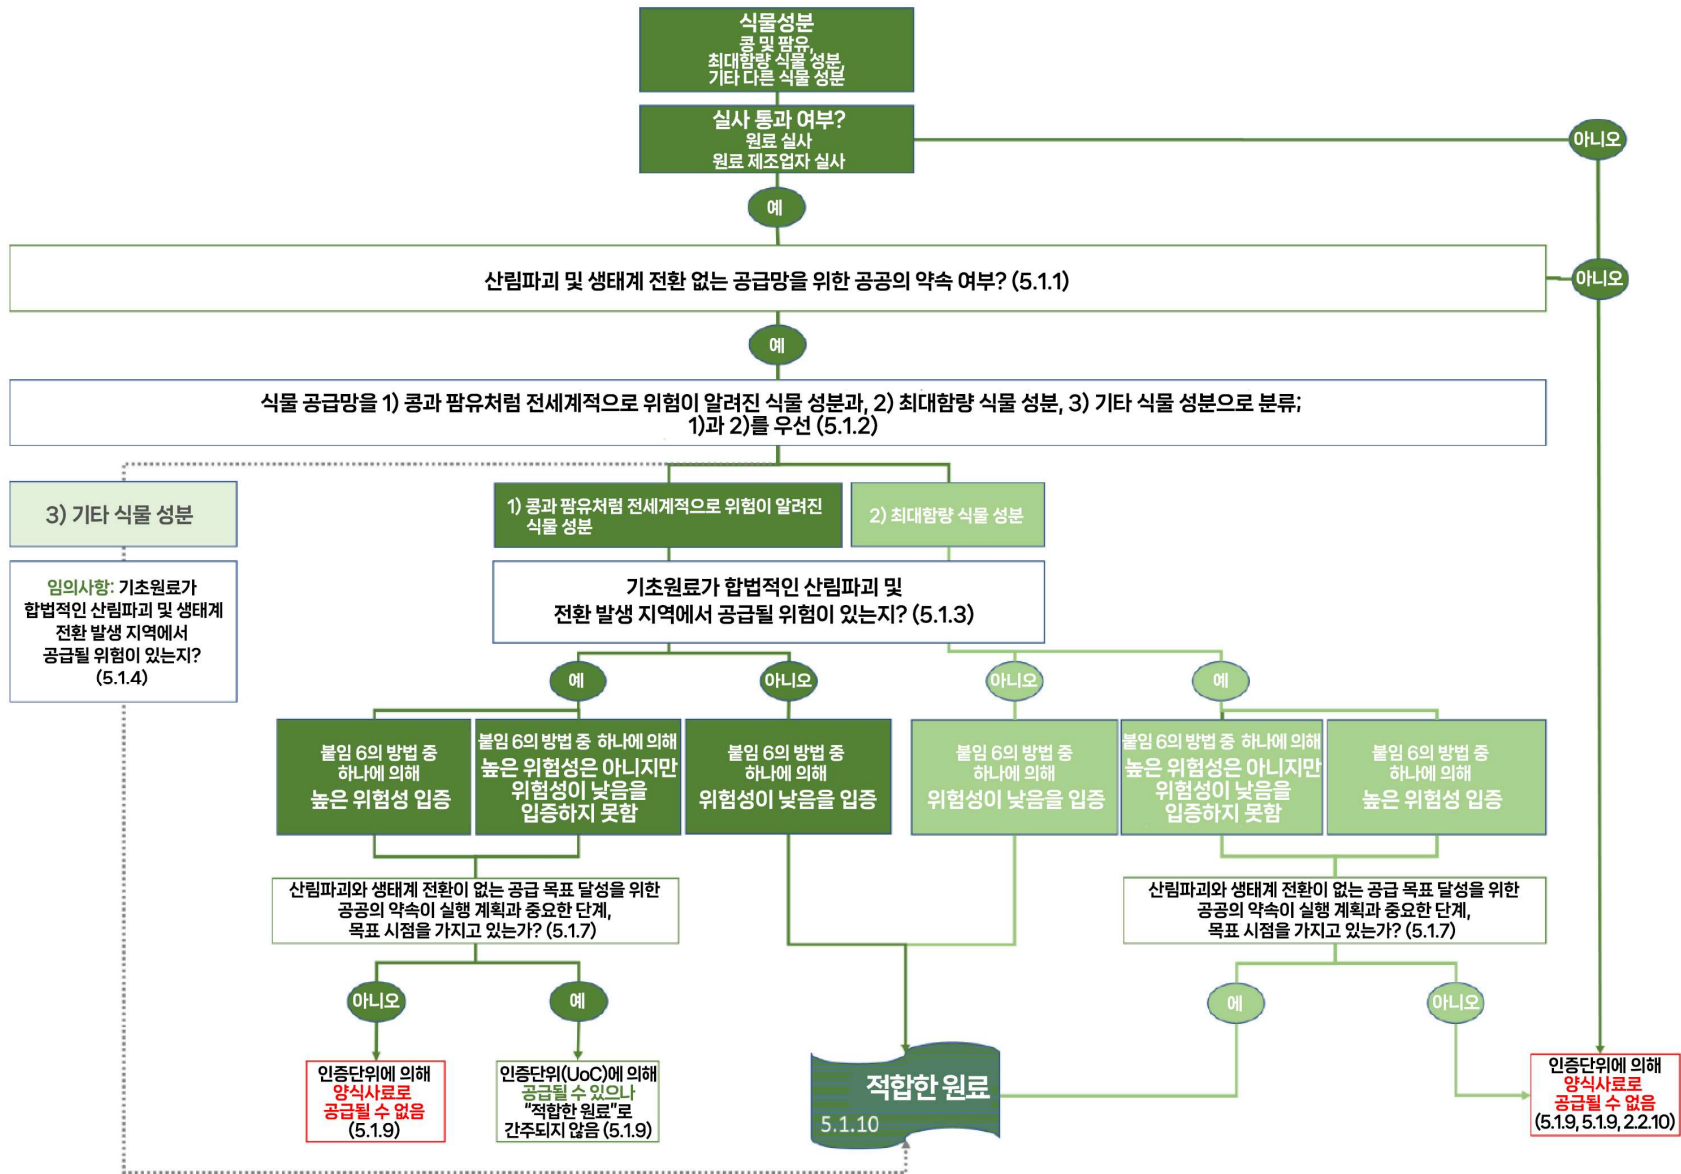 식물성분
콩 및 팜유,
최대함량 식물 성분,
기타 다른 식물 성분
실사 통과 여부?
원료 실사
원료 제조업자 실사
아니오
예
산림파괴 및 생태계 전환 없는 공급망을 위한 공공의 약속 여부? (5.1.1)
아니오
예
식물 공급망을 1) 콩과 팜유처럼 전세계적으로 위험이 알려진 식물 성분과, 2) 최대함량 식물 성분, 3) 기타 식물 성분으로 분류;
1)과 2)를 우선 (5.1.2)
3) 기타 식물 성분
1) 콩과 팜유처럼 전세계적으로 위험이 알려진
식물 성분
2) 최대함량 식물 성분
임의사항: 기초원료가
합법적인 산림파괴 및 생태계
전환 발생 지역에서
공급될 위험이 있는지?
(5.1.4)
기초원료가 합법적인 산림파괴 및
전환 발생 지역에서 공급될 위험이 있는지? (5.1.3)
예
아니오
아니오
예
붙임 6의 방법 중
하나에 의해
높은 위험성 입증
붙임 6의 방법 중 하나에 의해
높은 위험성은 아니지만
위험성이 낮음을
입증하지 못함
붙임 6의 방법 중
하나에 의해
위험성이 낮음을 입증
붙임 6의 방법 중
하나에 의해
위험성이 낮음을 입증
붙임 6의 방법 중 하나에 의해
높은 위험성은 아니지만
위험성이 낮음을
입증하지 못함
붙임 6의 방법 중
하나에 의해
높은 위험성 입증
산림파괴와 생태계 전환이 없는 공급 목표 달성을 위한
공공의 약속이 실행 계획과 중요한 단계,
목표 시점을 가지고 있는가? (5.1.7)
산림파괴와 생태계 전환이 없는 공급 목표 달성을 위한
공공의 약속이 실행 계획과 중요한 단계,
목표 시점을 가지고 있는가? (5.1.7)
아니오
예
에
아니오
인증단위에 의해
양식사료로
공급될 수 없음
(5.1.9)
인증단위(UoC)에 의해
공급될 수 있으나
“적합한 원료”로
간주되지 않음 (5.1.9)
적합한 원료
5.1.10
인증단위에 의해
양식사료로
공급될 수 없음
(5.1.9, 5.1.9, 2.2.10)